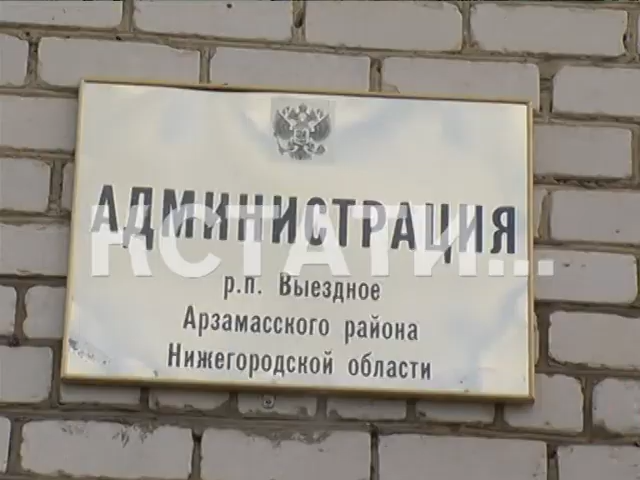 АДМИНИСТРАЦИЯ
КСТАТИ...
р.п. Выездное
Арзамасского района
Нижегородской области